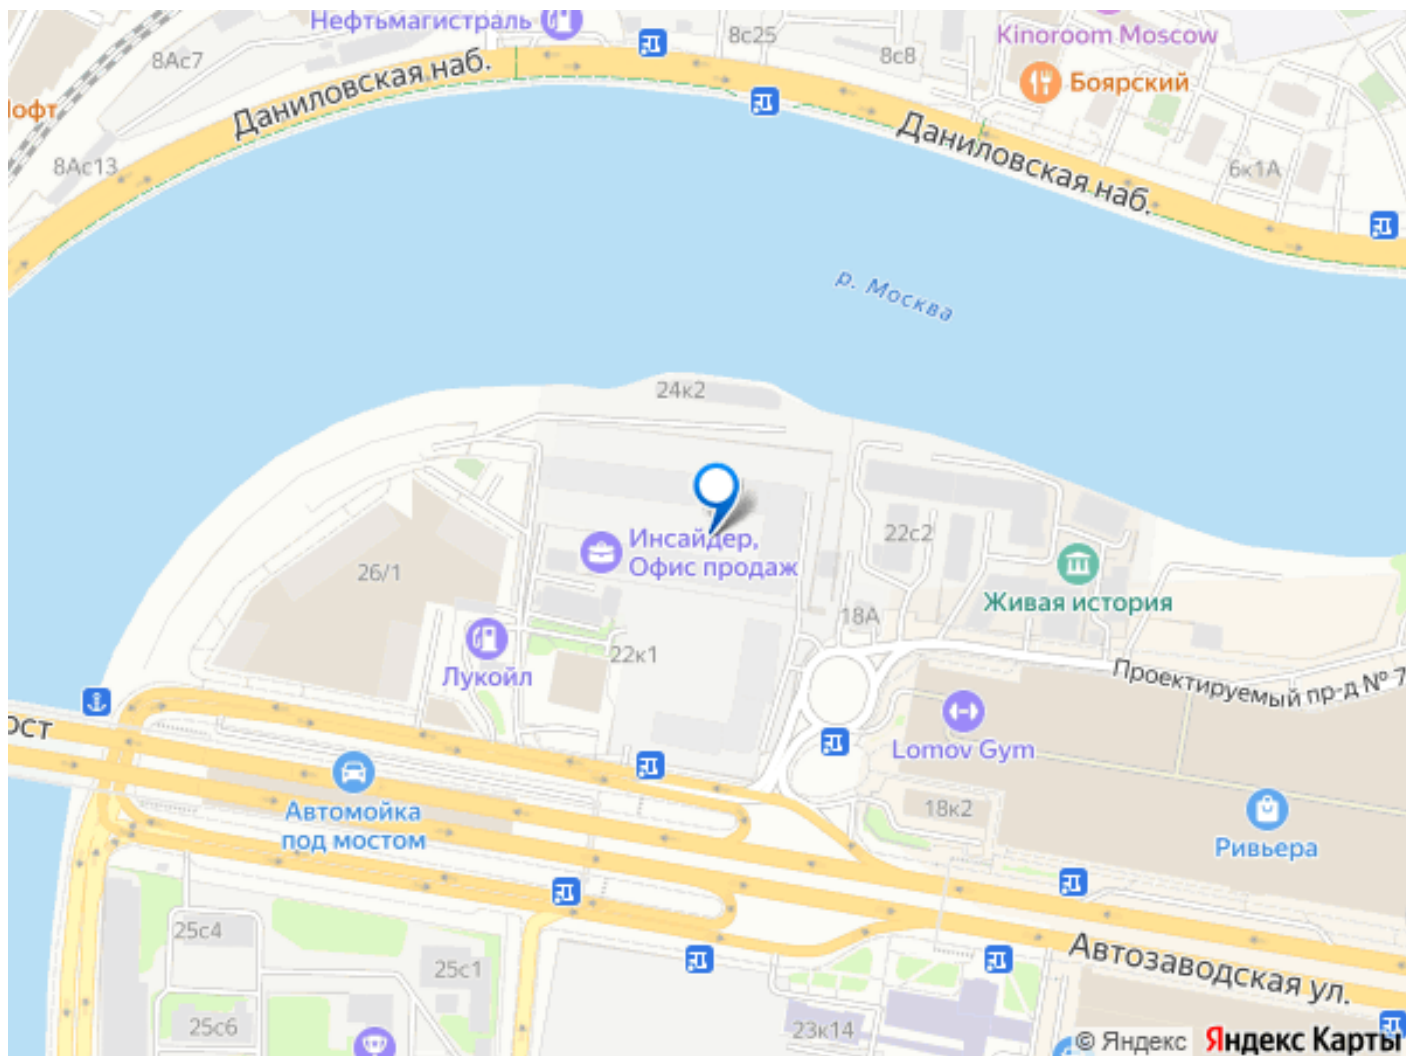 Нефтьмагистраль
8с25
Kinoroom Moscow
8с8
8Ас7
Даниловская наб.
Боярский
Лофт
Даниловская наб.
8Ас13
6к1А
р. Москва
24к2
Инсайдер,
Офис продаж
22с2
26/1
Живая история
18А
22к1
Лукойл
Проектируемый пр-д № 7
ост
Lomov Gym
Автомойка
под мостом
18к2
Ривьера
25с4
25с1
Автозаводская ул.
25с6
23к14
© Яндекс Яндекс Карты